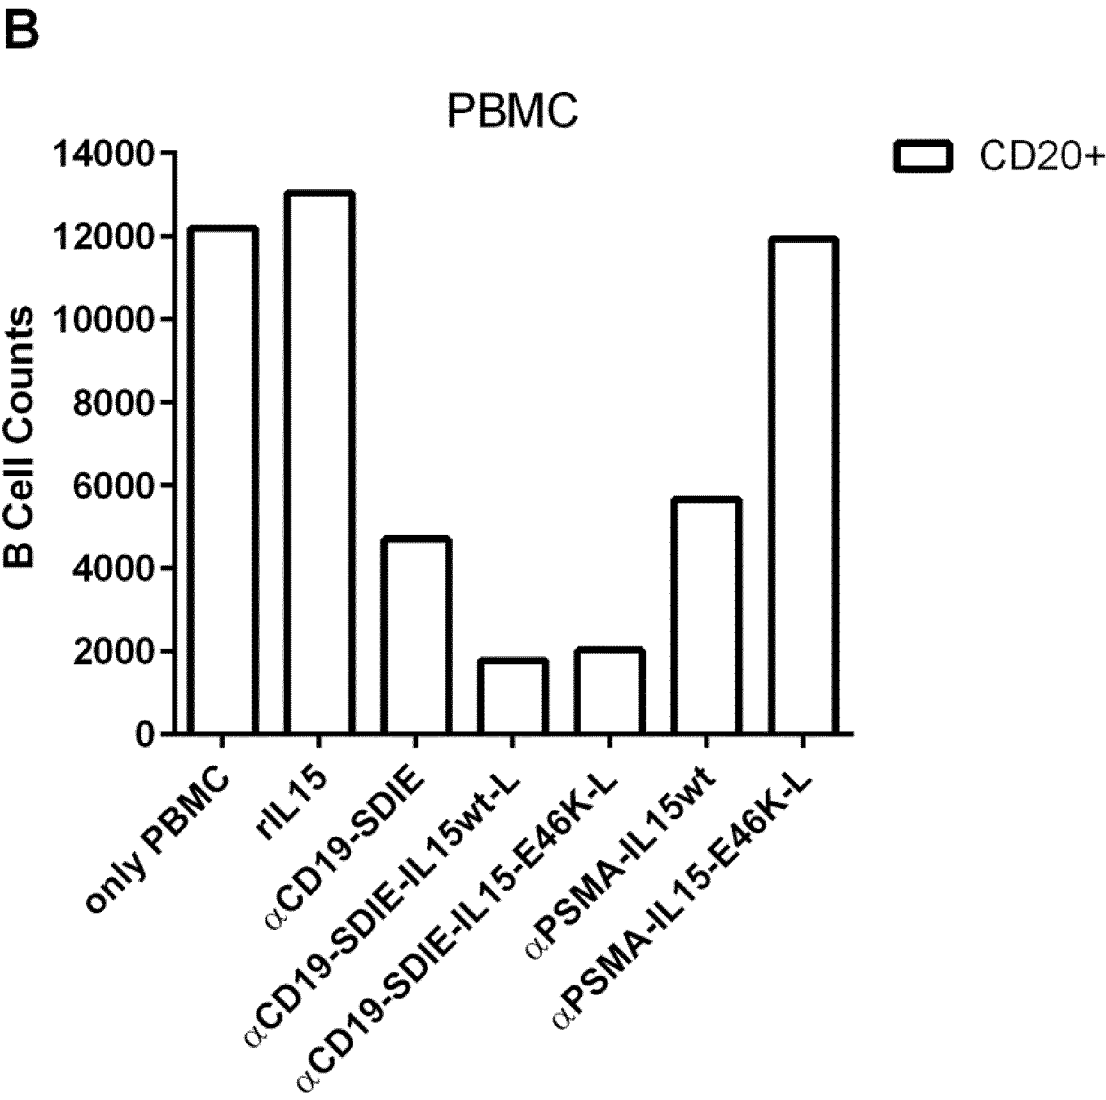 B
PBMC
CD20+
B Cell Counts
14000
12000
10000
8000
6000
4000
2000
0
only PBMC
rIL15
αCD19-SDIE
αCD19-SDIE-IL15wt-L
αCD19-SDIE-IL15-E46K-L
αPSMA-IL15wt
αPSMA-IL15-E46K-L